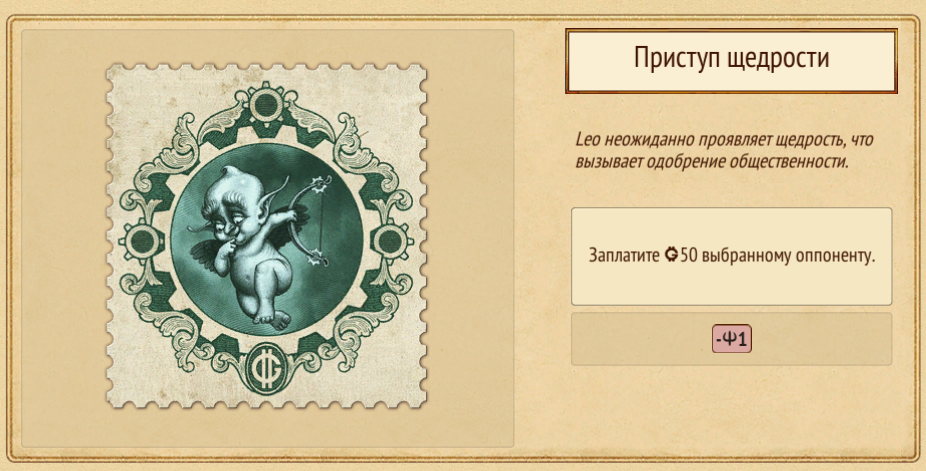 Приступ щедрости
Leo неожиданно проявляет щедрость, что
вызывает одобрение общественности.
Заплатите 50 выбранному оппоненту.
-Ψ1